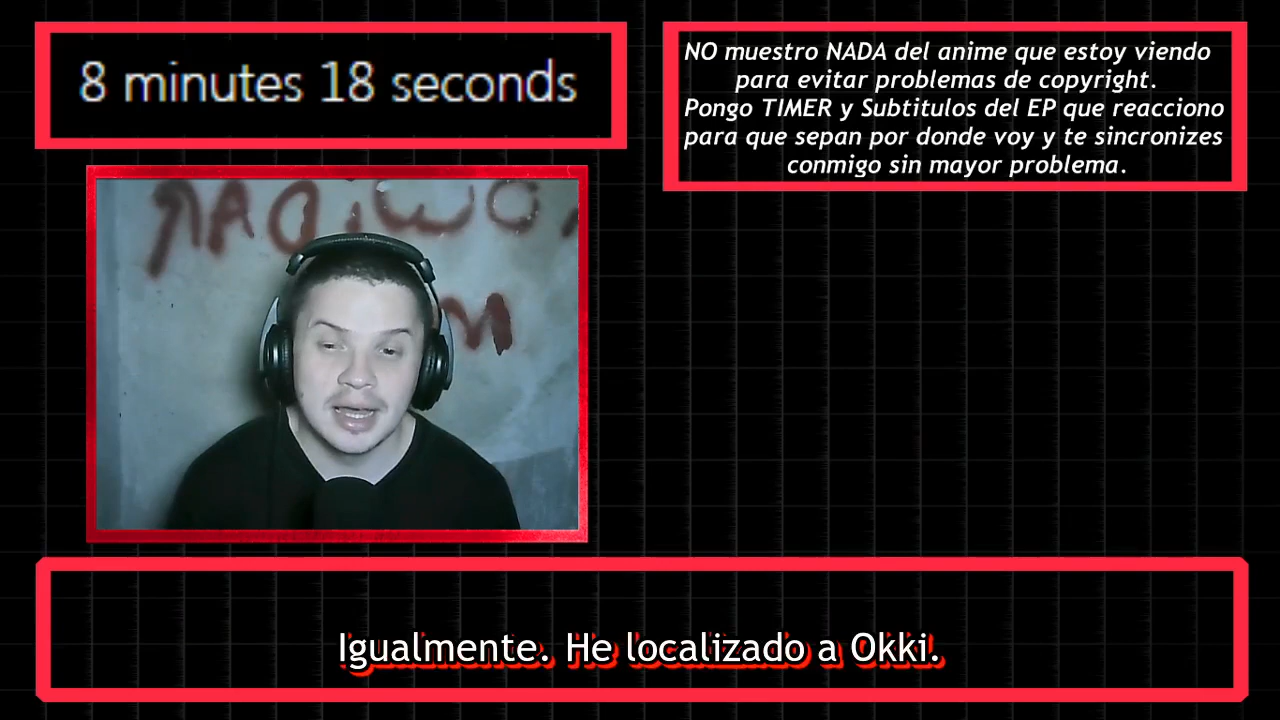 8 minutes 18 seconds
NO muestro NADA del anime que estoy viendo
para evitar problemas de copyright.
Pongo TIMER y Subtitulos del EP que reacciono
para que sepan por donde voy y te sincronizes
conmigo sin mayor problema.
Igualmente. He localizado a Okki.